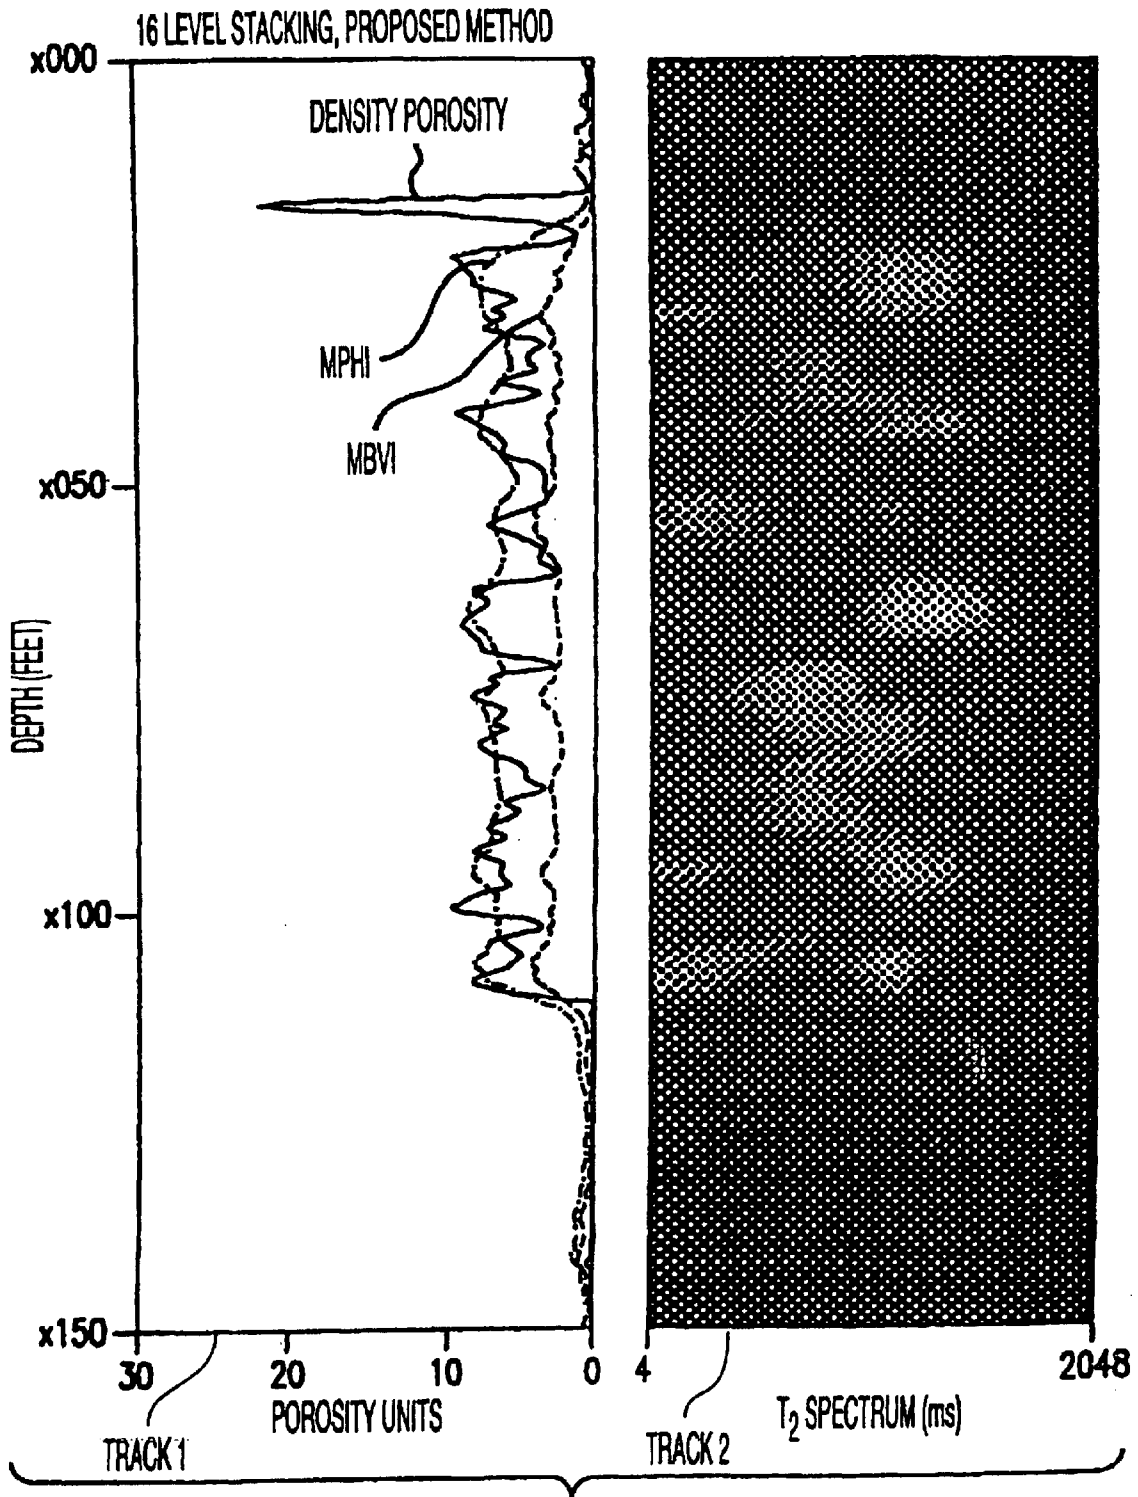 16 LEVEL STACKING, PROPOSED METHOD
x000
DENSITY POROSITY
MPHI
MBVI
x050
DEPTH (FEET)
x100
x150
30 20 10 0
4 2048
POROSITY UNITS
T2 SPECTRUM (ms)
TRACK 1
TRACK 2